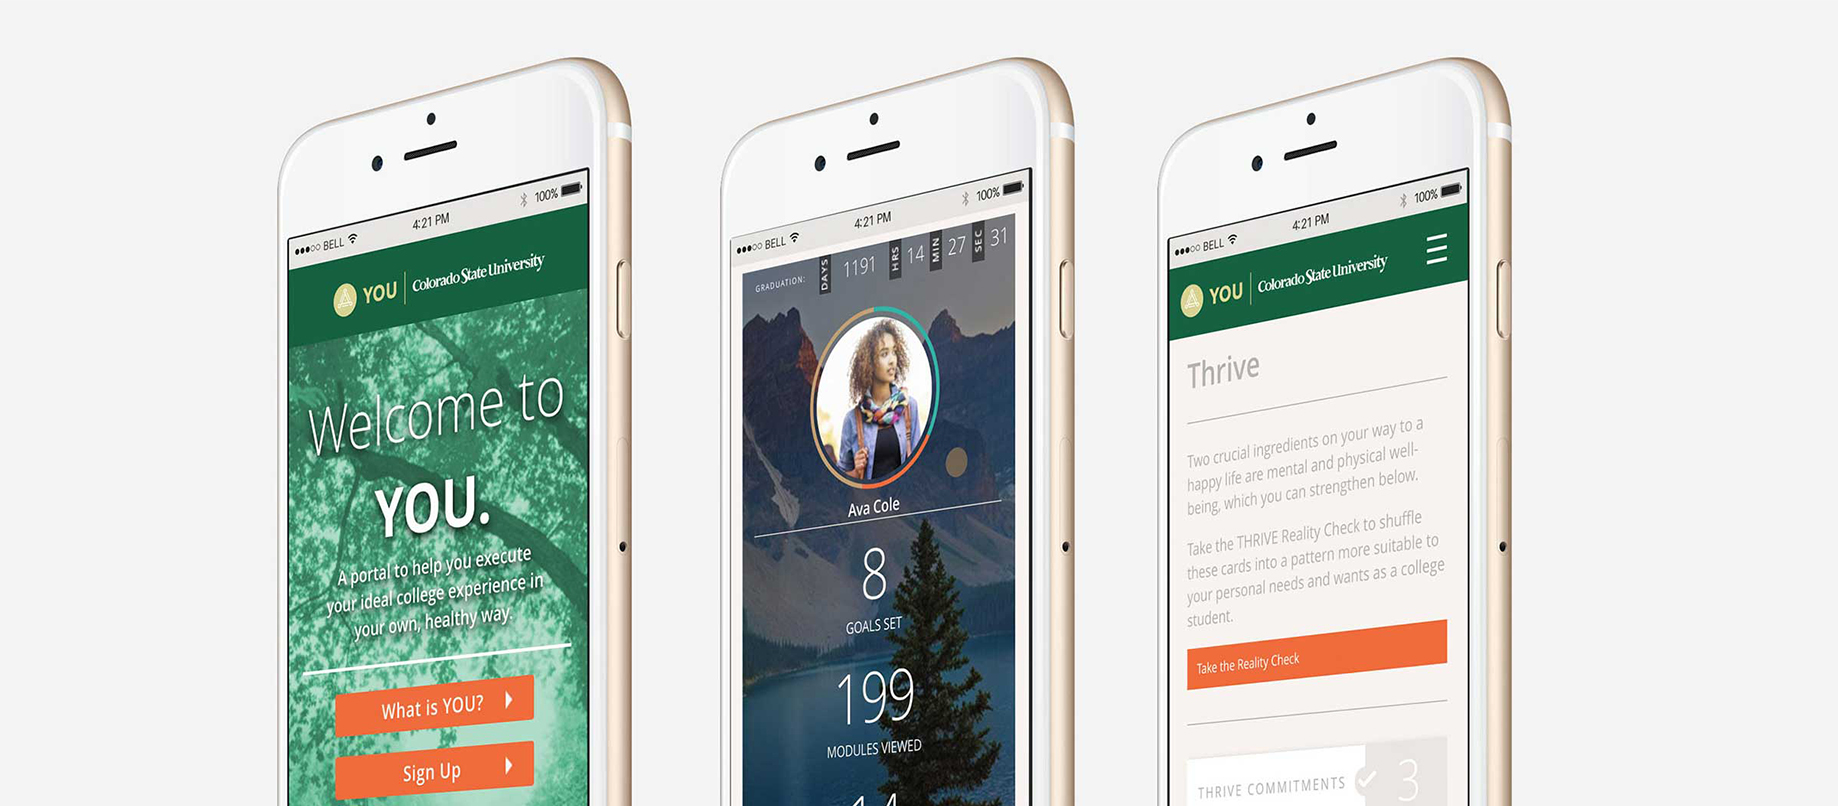 BELL
4:21 PM
100%
YOU
Colorado State University
Welcome to
YOU.
A portal to help you execute
your ideal college experience in
your own, healthy way.
What is YOU?
Sign Up
BELL
4:21 PM
100%
GRADUATION:
DAYS
1191
HRS
14
MIN
27
SEC
31
Ava Cole
8
GOALS SET
199
MODULES VIEWED
BELL
4:21 PM
100%
YOU
Colorado State University
Thrive
Two crucial ingredients on your way to a
happy life are mental and physical well-
being, which you can strengthen below.
Take the THRIVE Reality Check to shuffle
these cards into a pattern more suitable to
your personal needs and wants as a college
student.
Take the Reality Check
THRIVE COMMITMENTS
3